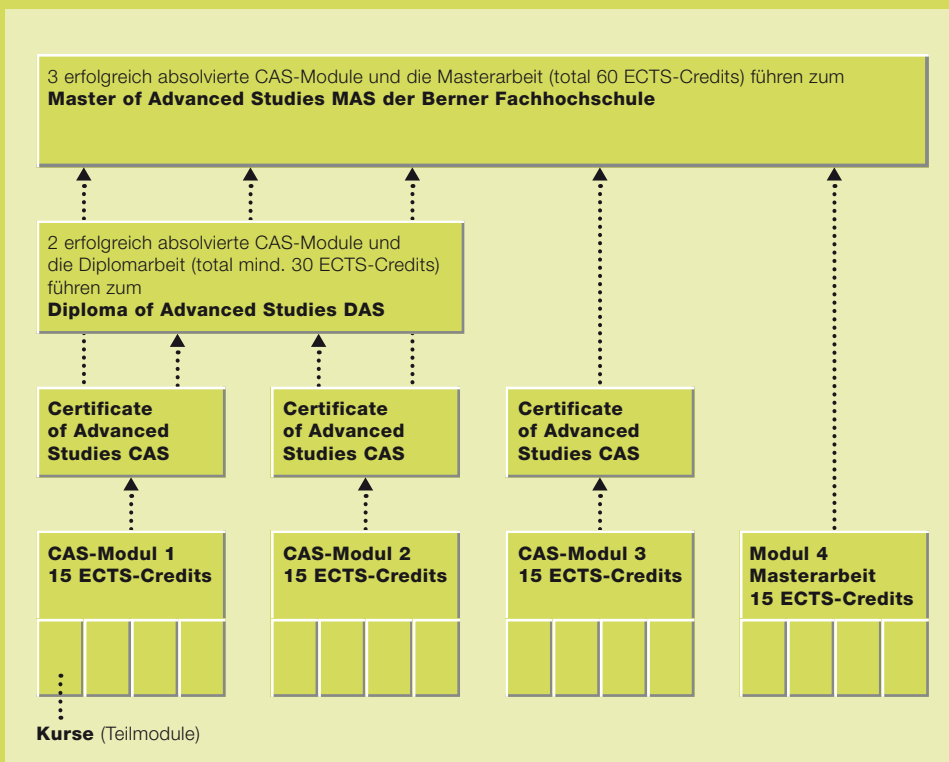 3 erfolgreich absolvierte CAS-Module und die Masterarbeit (total 60 ECTS-Credits) führen zum
Master of Advanced Studies MAS der Berner Fachhochschule
2 erfolgreich absolvierte CAS-Module und
die Diplomarbeit (total mind. 30 ECTS-Credits)
führen zum
Diploma of Advanced Studies DAS
Certificate
of Advanced
Studies CAS
Certificate
of Advanced
Studies CAS
Certificate
of Advanced
Studies CAS
CAS-Modul 1
15 ECTS-Credits
CAS-Modul 2
15 ECTS-Credits
CAS-Modul 3
15 ECTS-Credits
Modul 4
Masterarbeit
15 ECTS-Credits
Kurse (Teilmodule)